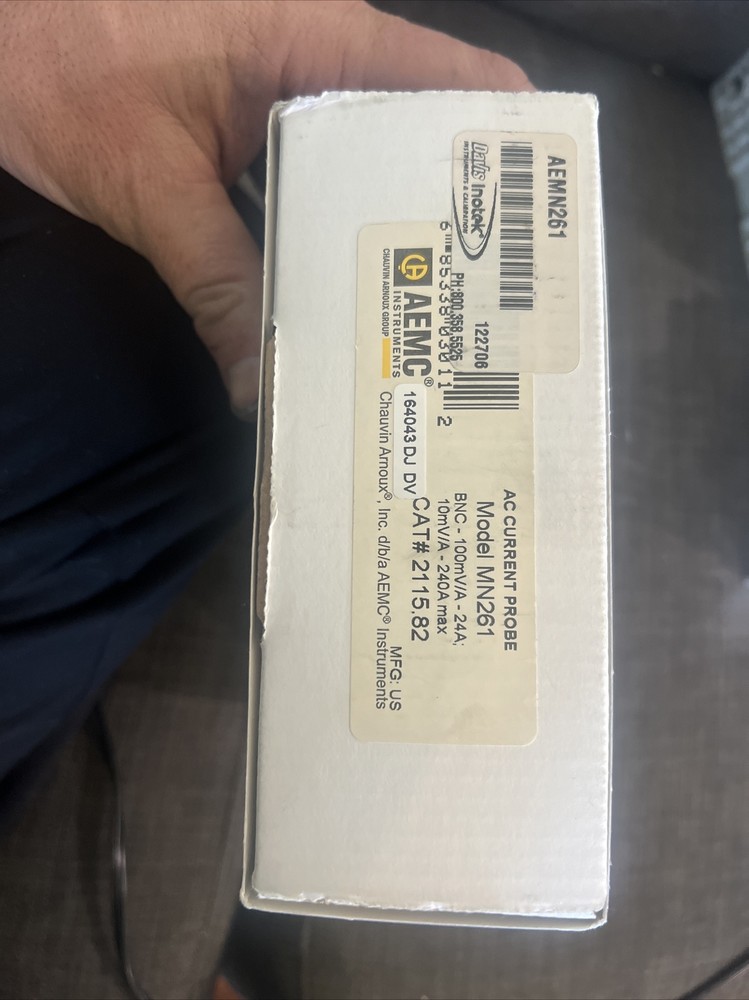 AEMN261
Davis Inotek
INSTRUMENTS & CALIBRATION
122706
PH:800.358.5525
6 85338 03011 2
AEMC®
INSTRUMENTS
CHAUVIN ARNOUX GROUP
AC CURRENT PROBE
Model MN261
BNC - 100mV/A - 24A;
10mV/A - 240A max
CAT# 2115.82
164043 DJ DV
MFG: US
Chauvin Arnoux®, Inc. d/b/a AEMC® Instruments